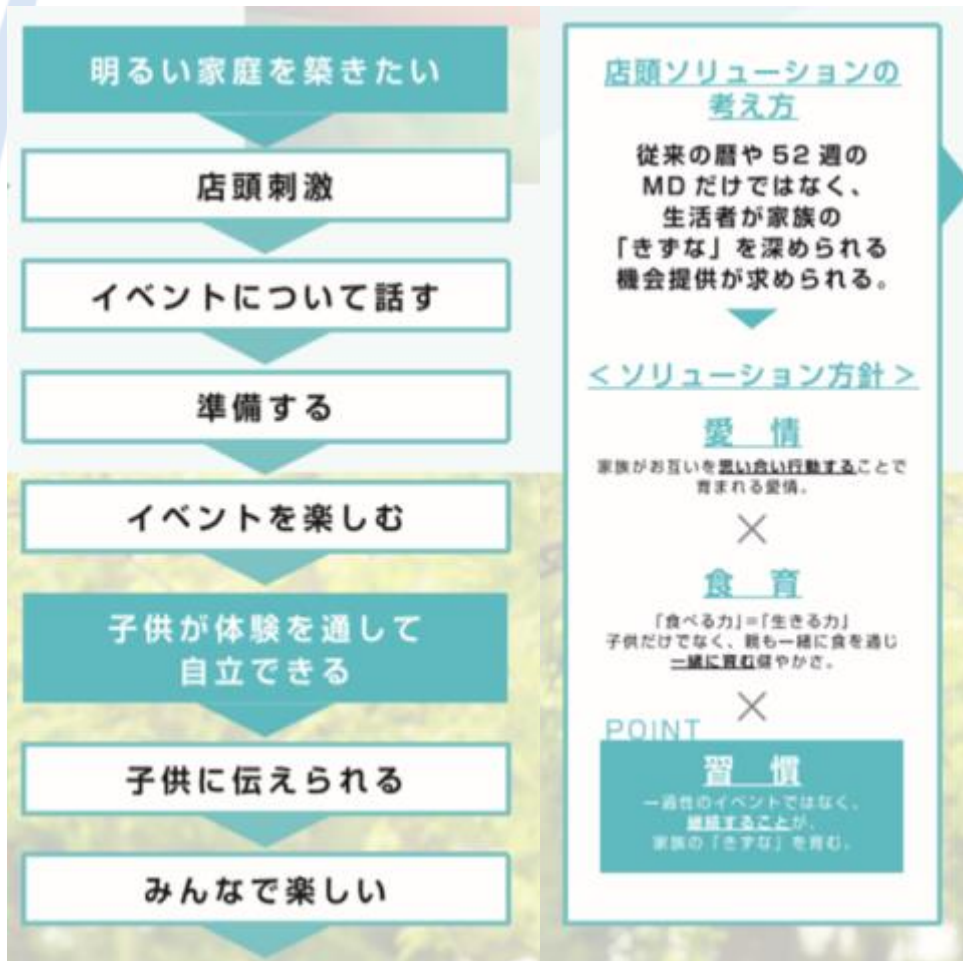 明るい家庭を築きたい
店頭刺激
イベントについて話す
準備する
イベントを楽しむ
子供が体験を通して
自立できる
子供に伝えられる
みんなで楽しい
店頭ソリューションの
考え方
従来の暦や 52 週の
MD だけではなく、
生活者が家族の
「きずな」を深められる
機会提供が求められる。
<ソリューション方針>
愛 情
家族がお互いを思い合い行動することで
育まれる愛情。
×
食 育
「食べる力」=「生きる力」
子供だけでなく、親も一緒に食を通じ
一緒に育む健やかさ。
×
POINT
習 慣
一過性のイベントではなく、
継続することが、
家族の「きずな」を育む。